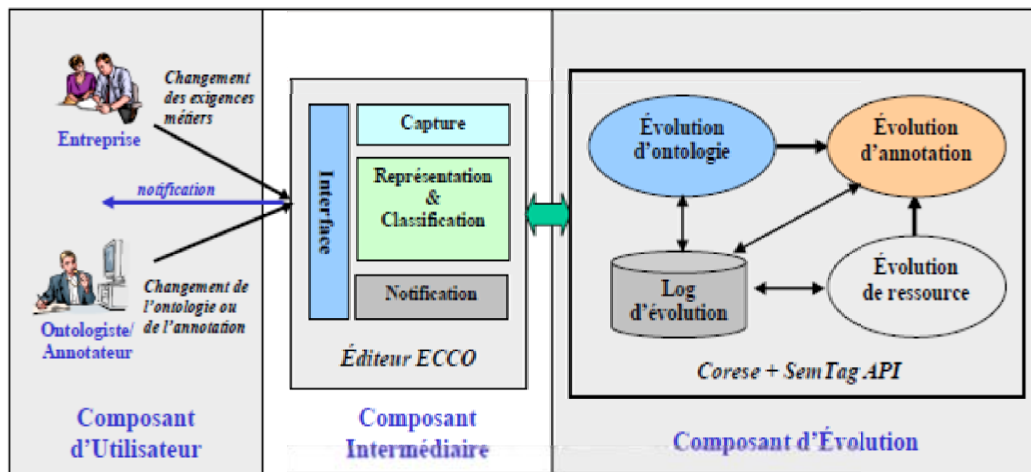 Changement
des exigences
métiers
Entreprise
notification
Changement de
l'ontologie ou
de l'annotation
Ontologiste/
Annotateur
Composant
d'Utilisateur
Interface
Capture
Représentation
&
Classification
Notification
Éditeur ECCO
Composant
Intermédiaire
Évolution
d'ontologie
Évolution
d'annotation
Log
d'évolution
Évolution
de ressource
Corese + SemTag API
Composant d'Évolution